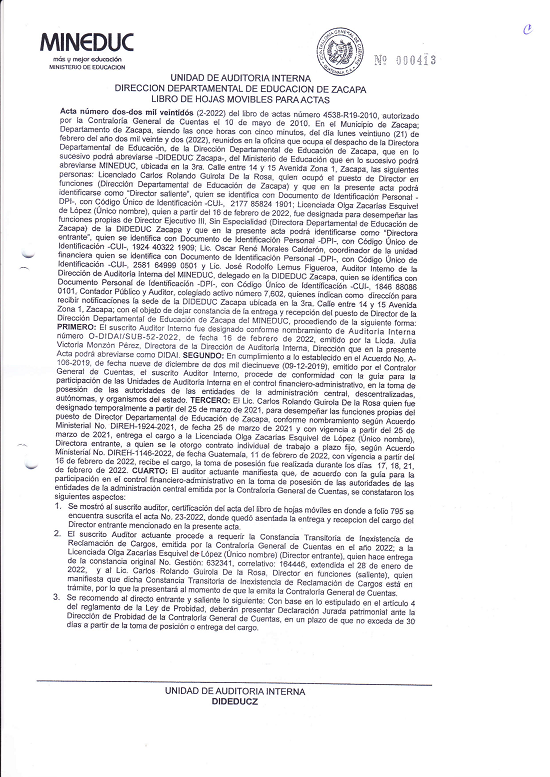 MINEDUC
más y mejor educación
MINISTERIO DE EDUCACION
CONTRALORIA GENERAL DE CUENTAS
Nº 000413
UNIDAD DE AUDITORIA INTERNA
DIRECCION DEPARTAMENTAL DE EDUCACION DE ZACAPA
LIBRO DE HOJAS MOVIBLES PARA ACTAS
Acta número dos-dos mil veintidós (2-2022) del libro de actas número 4538-R19-2010, autorizado
por la Contraloría General de Cuentas el 10 de mayo de 2010. En el Municipio de Zacapa;
Departamento de Zacapa, siendo las once horas con cinco minutos, del día lunes veintiuno (21) de
febrero del año dos mil veinte y dos (2022), reunidos en la oficina que ocupa el despacho de la Directora
Departamental de Educación, de la Dirección Departamental de Educación de Zacapa, que en lo
sucesivo podrá abreviarse -DIDEDUC Zacapa-, del Ministerio de Educación que en lo sucesivo podrá
abreviarse MINEDUC, ubicada en la 3ra. Calle entre 14 y 15 Avenida Zona 1, Zacapa, las siguientes
personas: Licenciado Carlos Rolando Guirola De la Rosa, quien ocupó el puesto de Director en
funciones (Dirección Departamental de Educación de Zacapa) y que en la presente acta podrá
identificarse como "Director saliente", quien se identifica con Documento de Identificación Personal -
DPI-, con Código Único de Identificación -CUI-, 2177 85824 1901; Licenciada Olga Zacarías Esquivel
de López (Único nombre), quien a partir del 16 de febrero de 2022, fue designada para desempeñar las
funciones propias de Director Ejecutivo III, Sin Especialidad (Directora Departamental de Educación de
Zacapa) de la DIDEDUC Zacapa y que en la presente acta podrá identificarse como "Directora
entrante", quien se identifica con Documento de Identificación Personal -DPI-, con Código Único de
Identificación -CUI-, 1924 40322 1909; Lic. Oscar René Morales Calderón, coordinador de la unidad
financiera quien se identifica con Documento de Identificación Personal -DPI-, con Código Único de
Identificación -CUI-, 2581 64999 0501 y Lic. José Rodolfo Lemus Figueroa, Auditor Interno de la
Dirección de Auditoría Interna del MINEDUC, delegado en la DIDEDUC Zacapa, quien se identifica con
Documento Personal de Identificación -DPI-, con Código Único de Identificación -CUI-, 1846 88086
0101, Contador Público y Auditor, colegiado activo número 7,602, quienes indican como dirección para
recibir notificaciones la sede de la DIDEDUC Zacapa ubicada en la 3ra. Calle entre 14 y 15 Avenida
Zona 1, Zacapa; con el objeto de dejar constancia de la entrega y recepción del puesto de Director de la
Dirección Departamental de Educación de Zacapa del MINEDUC, procediendo de la siguiente forma:
PRIMERO: El suscrito Auditor Interno fue designado conforme nombramiento de Auditoría Interna
número O-DIDAI/SUB-52-2022, de fecha 16 de febrero de 2022, emitido por la Licda. Julia
Victoria Monzón Pérez, Directora de la Dirección de Auditoría Interna, Dirección que en la presente
Acta podrá abreviarse como DIDAI. SEGUNDO: En cumplimiento a lo establecido en el Acuerdo No. A-
106-2019, de fecha nueve de diciembre de dos mil diecinueve (09-12-2019), emitido por el Contralor
General de Cuentas, el suscrito Auditor Interno, procede de conformidad con la guía para la
participación de las Unidades de Auditoría Interna en el control financiero-administrativo, en la toma de
posesión de las autoridades de las entidades de la administración central, descentralizadas,
autónomas, y organismos del estado. TERCERO: El Lic. Carlos Rolando Guirola De la Rosa quien fue
designado temporalmente a partir del 25 de marzo de 2021, para desempeñar las funciones propias del
puesto de Director Departamental de Educación de Zacapa, conforme nombramiento según Acuerdo
Ministerial No. DIREH-1924-2021, de fecha 25 de marzo de 2021 y con vigencia a partir del 25 de
marzo de 2021, entrega el cargo a la Licenciada Olga Zacarías Esquivel de López (Único nombre),
Directora entrante, a quien se le otorgo contrato individual de trabajo a plazo fijo, según Acuerdo
Ministerial No. DIREH-1146-2022, de fecha Guatemala, 11 de febrero de 2022, con vigencia a partir del
16 de febrero de 2022, recibe el cargo, la toma de posesión fue realizada durante los días 17, 18, 21,
de febrero de 2022. CUARTO: El auditor actuante manifiesta que, de acuerdo con la guía para la
participación en el control financiero-administrativo en la toma de posesión de las autoridades de las
entidades de la administración central emitida por la Contraloría General de Cuentas, se constataron los
siguientes aspectos:
1. Se mostró al suscrito auditor, certificación del acta del libro de hojas móviles en donde a folio 795 se
encuentra suscrita el acta No. 23-2022, donde quedó asentada la entrega y recepcion del cargo del
Director entrante mencionado en la presente acta.
2. El suscrito Auditor actuante procede a requerir la Constancia Transitoria de Inexistencia de
Reclamación de Cargos, emitida por la Contraloría General de Cuentas en el año 2022; a la
Licenciada Olga Zacarías Esquivel de López (Único nombre) (Director entrante), quien hace entrega
de la constancia original No. Gestión: 632341, correlativo: 164446, extendida el 28 de enero de
2022, y al Lic. Carlos Rolando Guirola De la Rosa, Director en funciones (saliente), quien
manifiesta que dicha Constancia Transitoria de Inexistencia de Reclamación de Cargos está en
trámite, por lo que la presentará al momento de que la emita la Contraloría General de Cuentas.
3. Se recomendo al directo entrante y saliente lo siguiente: Con base en lo estipulado en el articulo 4
del reglamento de la Ley de Probidad, deberán presentar Declaración Jurada patrimonial ante la
Dirección de Probidad de la Contraloría General de Cuentas, en un plazo de que no exceda de 30
días a partir de la toma de posición o entrega del cargo.
UNIDAD DE AUDITORIA INTERNA
DIDEDUCZ